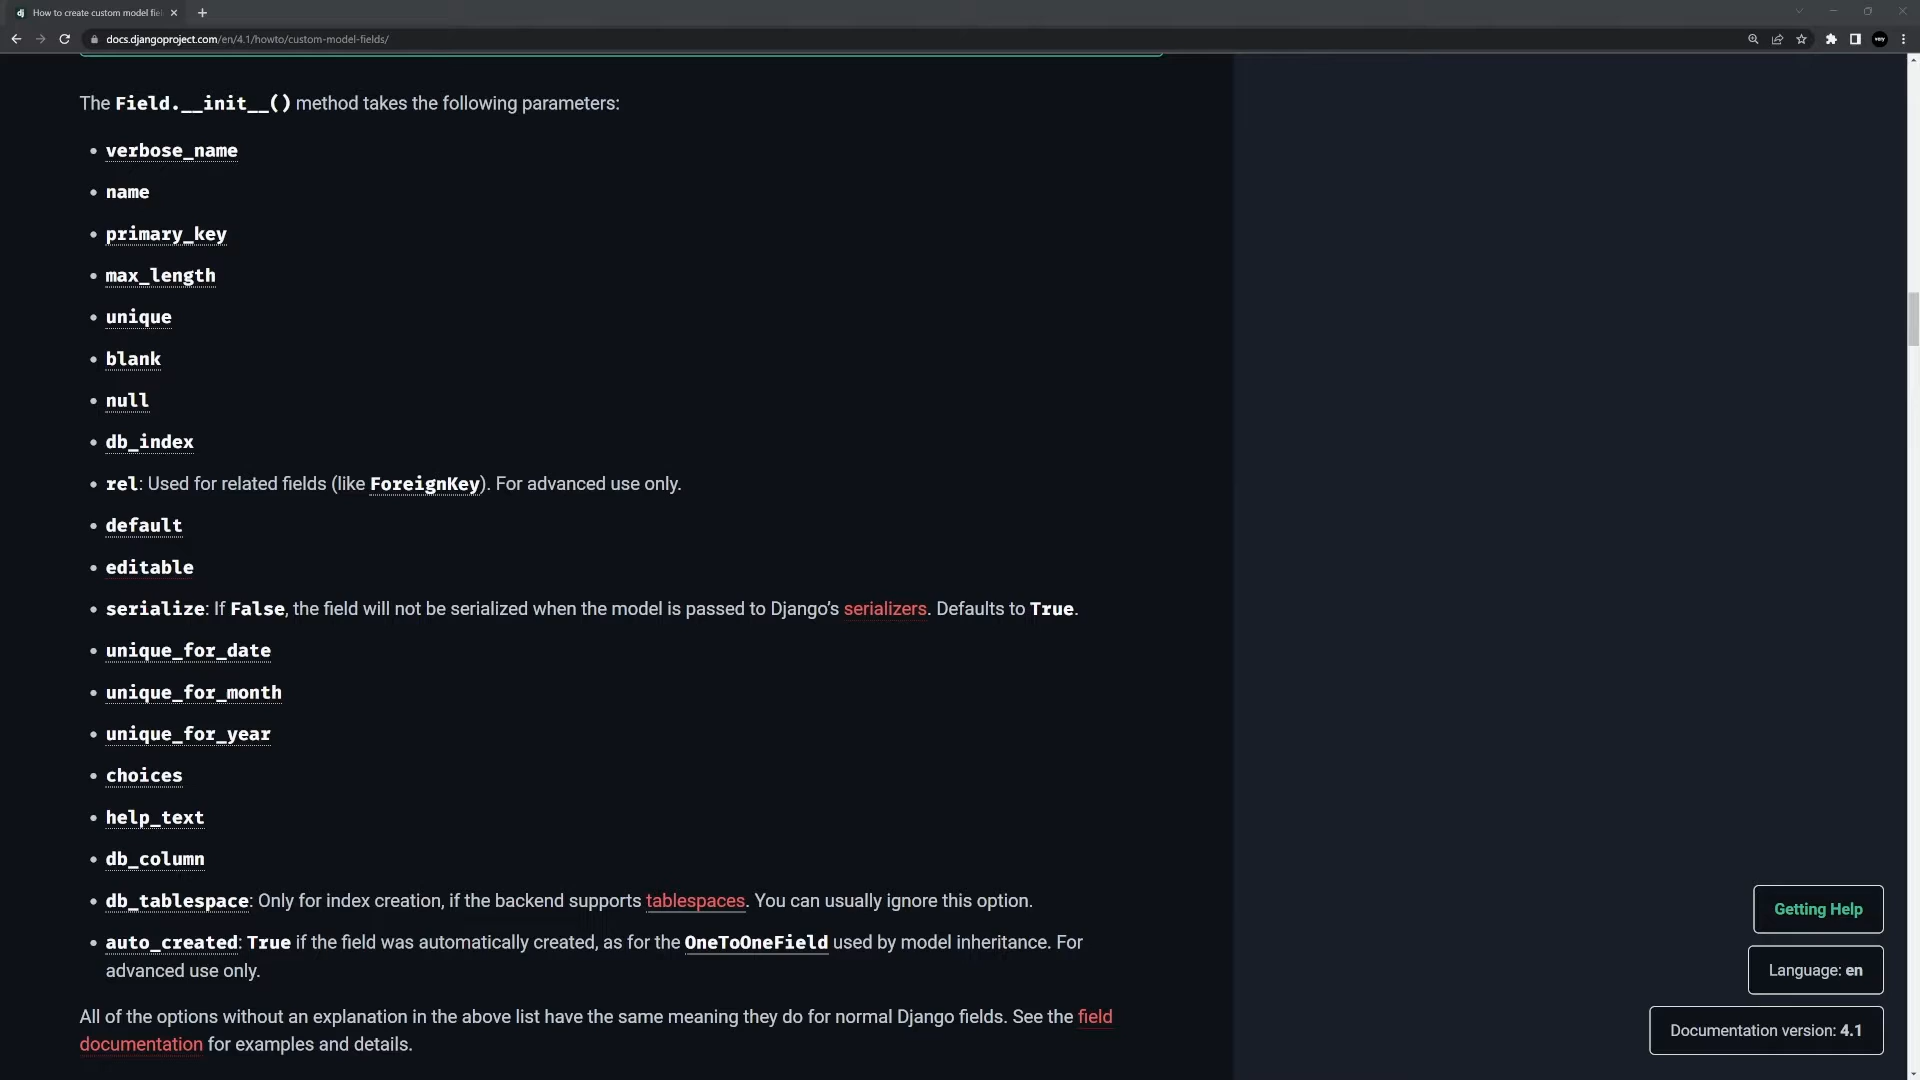 How to create custom model fie
docs.djangoproject.com/en/4.1/howto/custom-model-fields/
The Field.__init__() method takes the following parameters:
• verbose_name
• name
• primary_key
• max_length
• unique
• blank
• null
• db_index
• rel: Used for related fields (like ForeignKey). For advanced use only.
• default
• editable
• serialize: If False, the field will not be serialized when the model is passed to Django’s serializers. Defaults to True.
• unique_for_date
• unique_for_month
• unique_for_year
• choices
• help_text
• db_column
• db_tablespace: Only for index creation, if the backend supports tablespaces. You can usually ignore this option.
• auto_created: True if the field was automatically created, as for the OneToOneField used by model inheritance. For
advanced use only.
All of the options without an explanation in the above list have the same meaning they do for normal Django fields. See the field
documentation for examples and details.
Getting Help
Language: en
Documentation version: 4.1